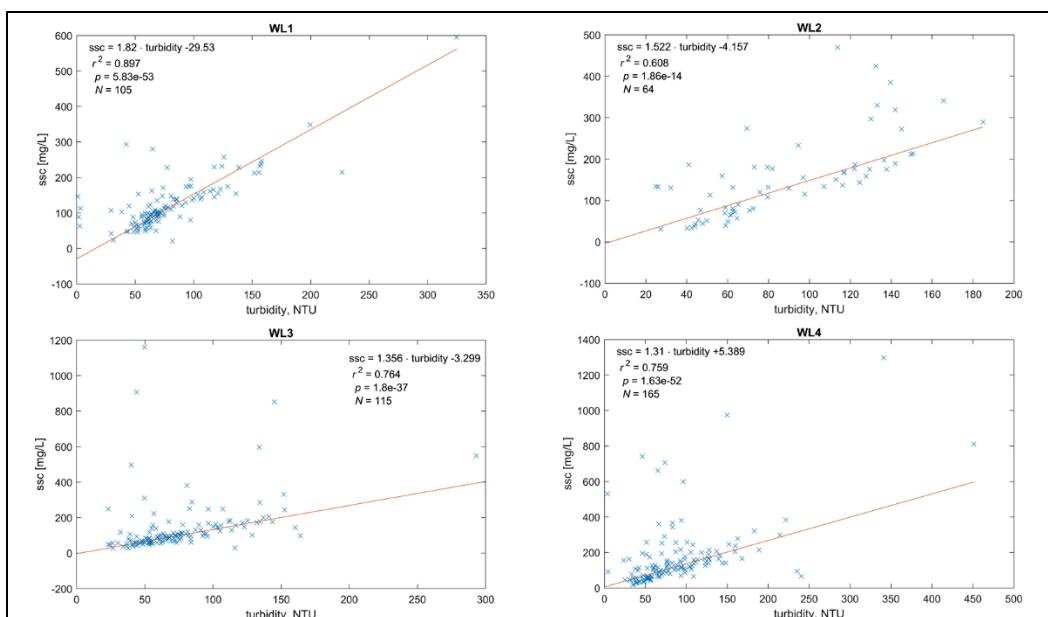 WL1
ssc = 1.82 · turbidity -29.53
r 2 = 0.897
p = 5.83e-53
N = 105
600
500
400
300
200
100
0
-100
ssc [mg/L]
0 50 100 150 200 250 300 350
turbidity, NTU
WL2
ssc = 1.522 · turbidity -4.157
r 2 = 0.608
p = 1.86e-14
N = 64
500
400
300
200
100
0
-100
ssc [mg/L]
0 20 40 60 80 100 120 140 160 180 200
turbidity, NTU
WL3
ssc = 1.356 · turbidity -3.299
r 2 = 0.764
p = 1.8e-37
N = 115
1200
1000
800
600
400
200
0
-200
ssc [mg/L]
0 50 100 150 200 250 300
turbidity, NTU
WL4
ssc = 1.31 · turbidity +5.389
r 2 = 0.759
p = 1.63e-52
N = 165
1400
1200
1000
800
600
400
200
0
ssc [mg/L]
0 50 100 150 200 250 300 350 400 450 500
turbidity, NTU